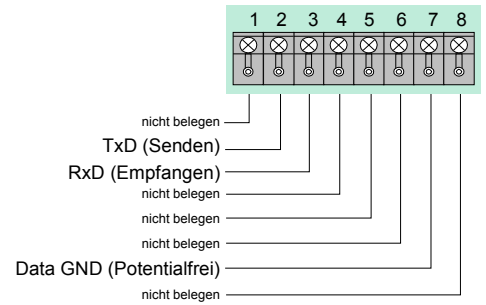 1 2 3 4 5 6 7 8
nicht belegen
TxD (Senden)
RxD (Empfangen)
nicht belegen
nicht belegen
nicht belegen
Data GND (Potentialfrei)
nicht belegen